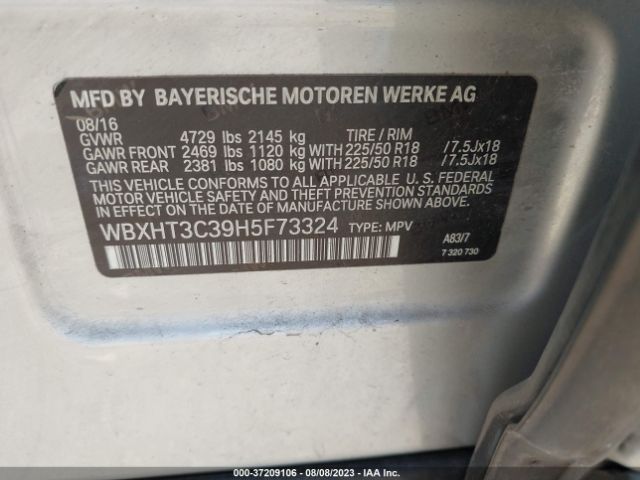 MFD BY BAYERISCHE MOTOREN WERKE AG
08/16
GVWR 4729 lbs 2145 kg TIRE / RIM
GAWR FRONT 2469 lbs 1120 kg WITH 225/50 R18 / 7.5Jx18
GAWR REAR 2381 lbs 1080 kg WITH 225/50 R18 / 7.5Jx18
THIS VEHICLE CONFORMS TO ALL APPLICABLE U. S. FEDERAL
MOTOR VEHICLE SAFETY AND THEFT PREVENTION STANDARDS
IN EFFECT ON THE DATE OF MANUFACTURE SHOWN ABOVE.
WBXHT3C39H5F73324 TYPE: MPV
A83/7
7 320 730
000-37209106 - 08/08/2023 - IAA Inc.